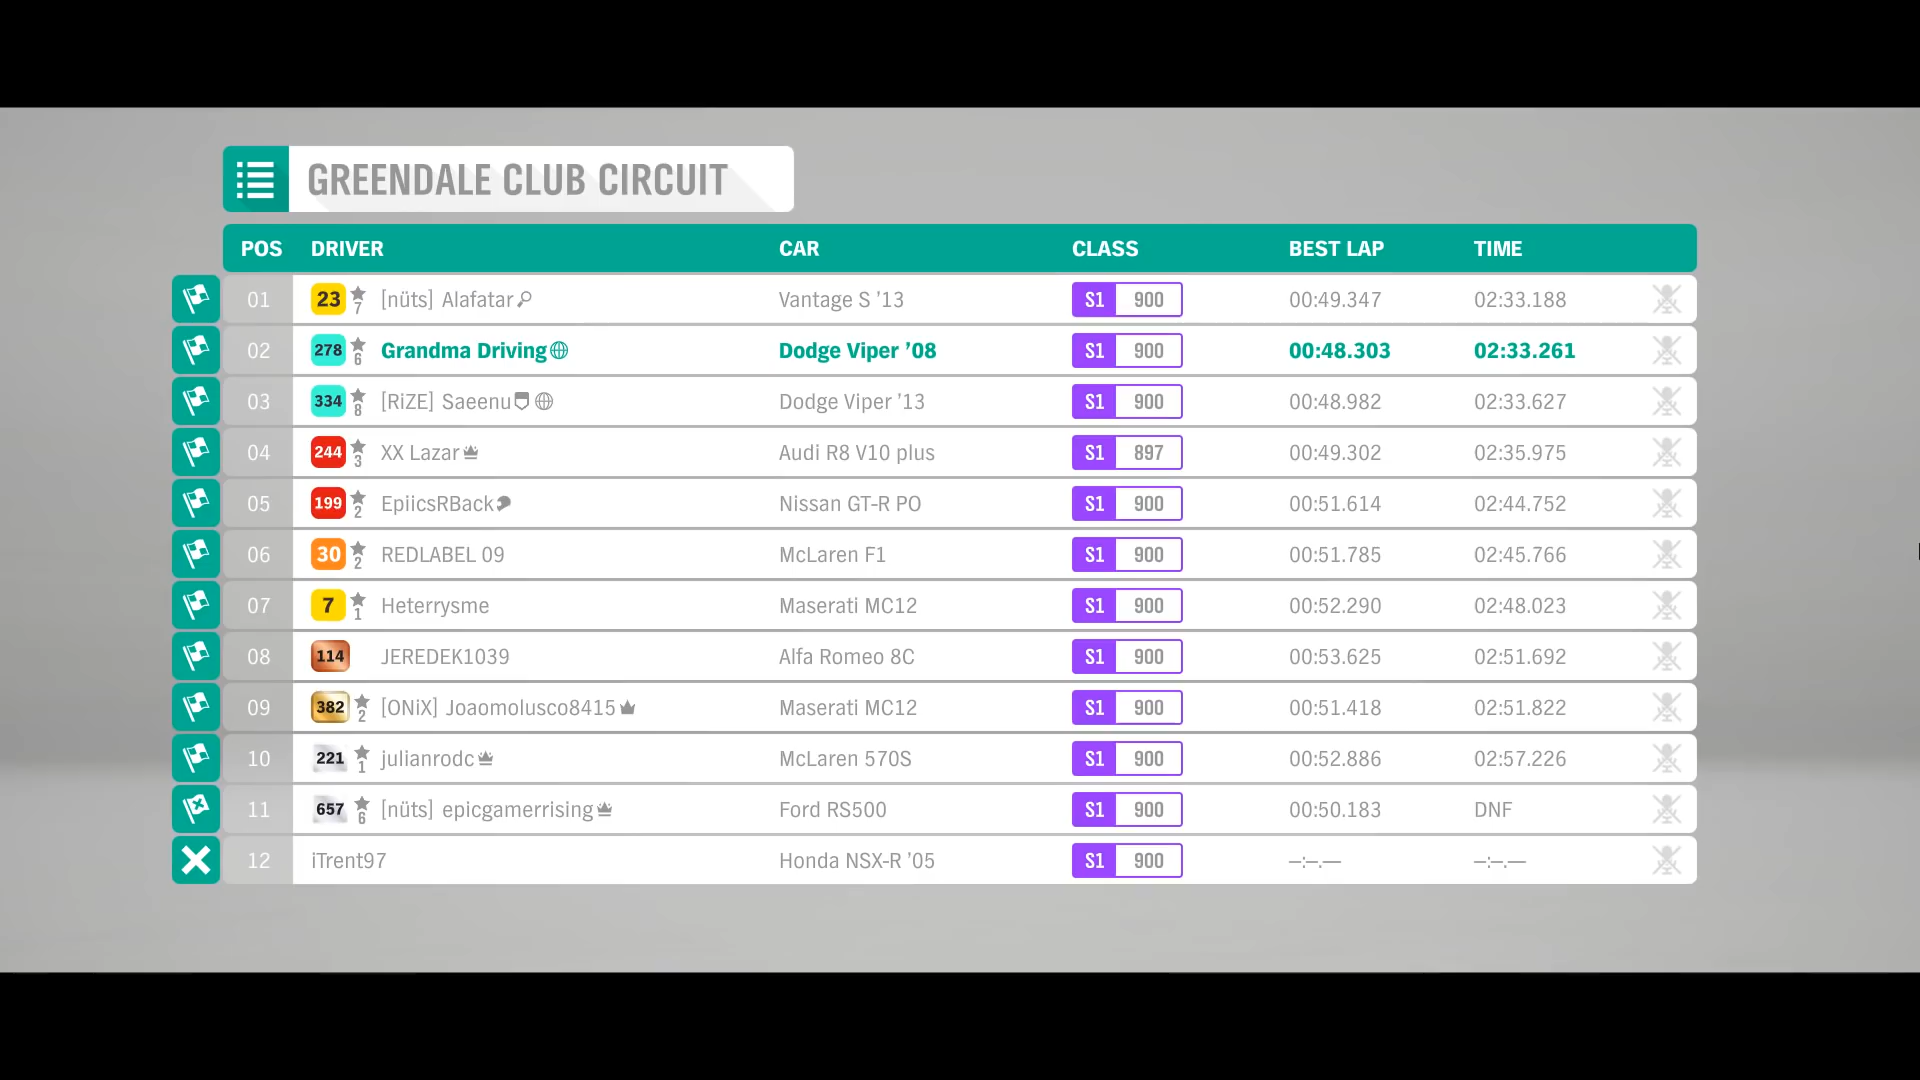 GREENDALE CLUB CIRCUIT
POS DRIVER CAR CLASS BEST LAP TIME
01 23 7 [nüts] Alafatar Vantage S ’13 S1 900 00:49.347 02:33.188
02 278 6 Grandma Driving Dodge Viper ’08 S1 900 00:48.303 02:33.261
03 334 8 [RiZE] Saeenu Dodge Viper ’13 S1 900 00:48.982 02:33.627
04 244 3 XX Lazar Audi R8 V10 plus S1 897 00:49.302 02:35.975
05 199 2 EpiicsRBack Nissan GT-R PO S1 900 00:51.614 02:44.752
06 30 2 REDLABEL 09 McLaren F1 S1 900 00:51.785 02:45.766
07 7 1 Heterrysme Maserati MC12 S1 900 00:52.290 02:48.023
08 114 JEREDEK1039 Alfa Romeo 8C S1 900 00:53.625 02:51.692
09 382 2 [ONiX] Joaomolusco8415 Maserati MC12 S1 900 00:51.418 02:51.822
10 221 1 julianrodc McLaren 570S S1 900 00:52.886 02:57.226
11 657 6 [nüts] epicgamerrising Ford RS500 S1 900 00:50.183 DNF
12 iTrent97 Honda NSX-R ’05 S1 900 –:–.–– –:–.––